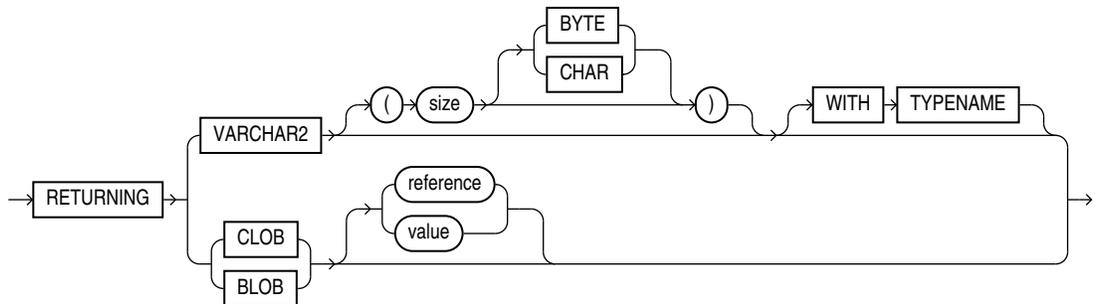 BYTE
CHAR
( size )
WITH TYPENAME
VARCHAR2
RETURNING
reference
value
CLOB
BLOB